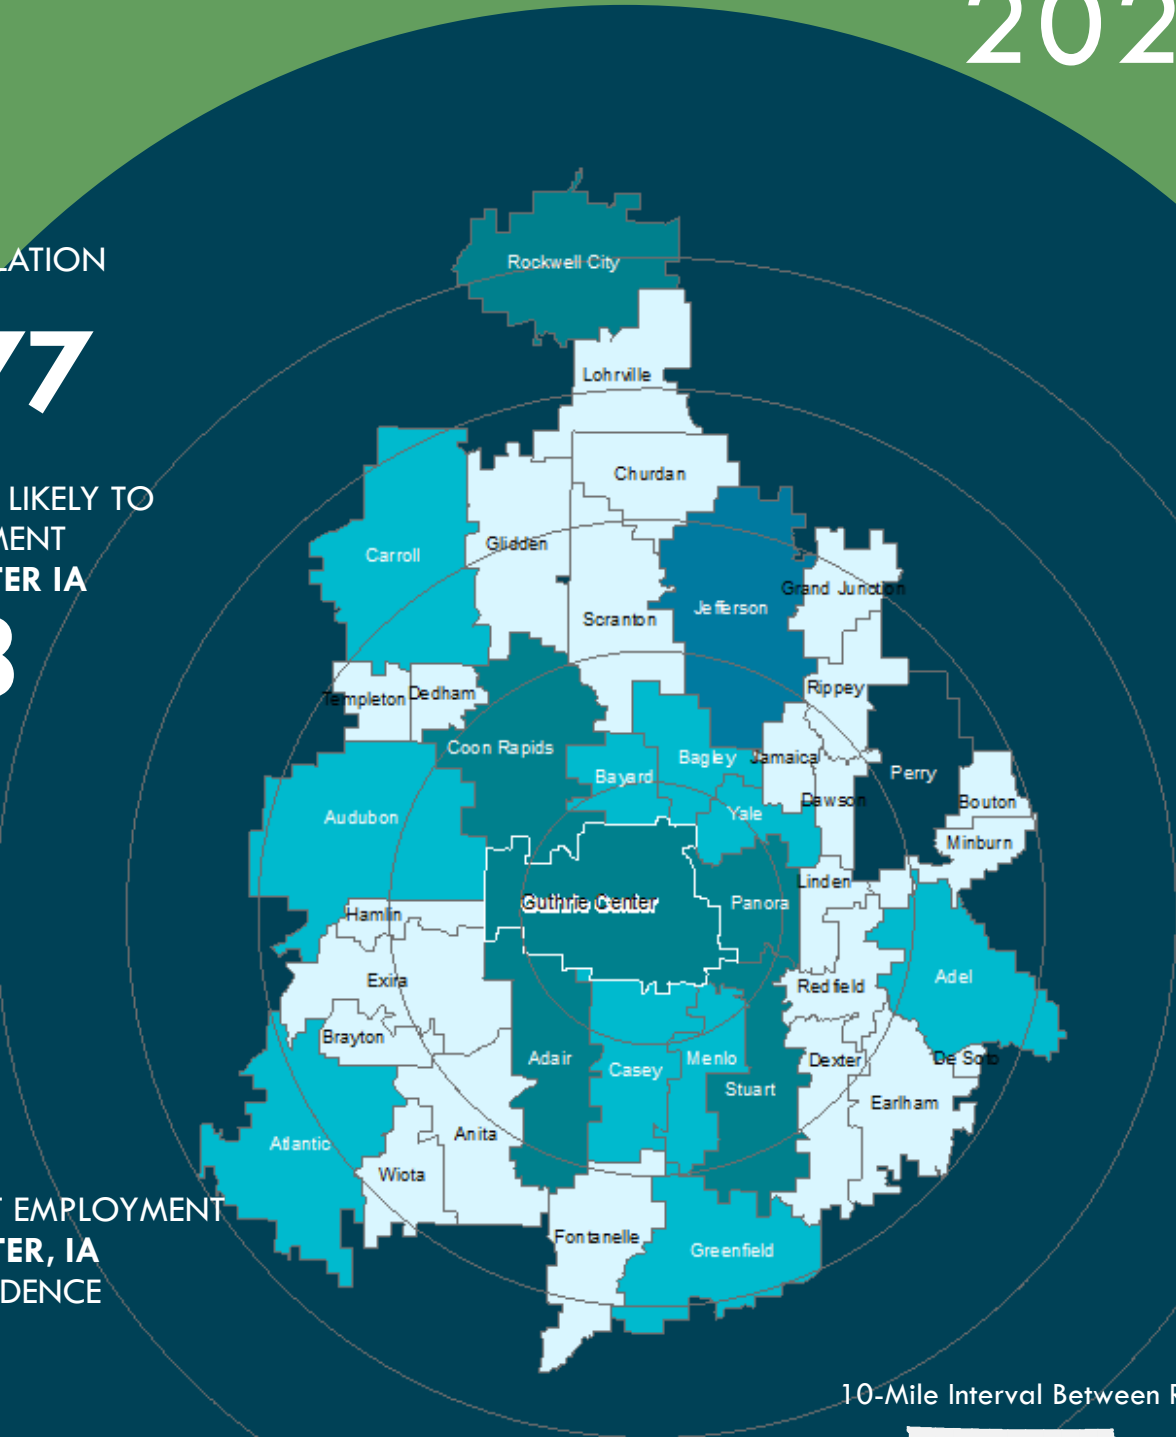 202
LATION
77
LIKELY TO
MENT
TER IA
Rockwell City
Lohrville
Churdan
Glidden
Carroll
Grand Junction
Jefferson
Scranton
Rippey
Templeton
Dedham
Coon Rapids
Bagley
Jamaica
Bayard
Perry
Dawson
Bouton
Yale
Audubon
Minburn
Linden
Guthrie Center
Panora
Hamlin
Exira
Redfield
Adel
Brayton
Adair
Casey
Menlo
Dexter
De Soto
Stuart
Earlham
Anita
Atlantic
Wiota
T EMPLOYMENT
TER, IA
DENCE
Fontanelle
Greenfield
10-Mile Interval Between